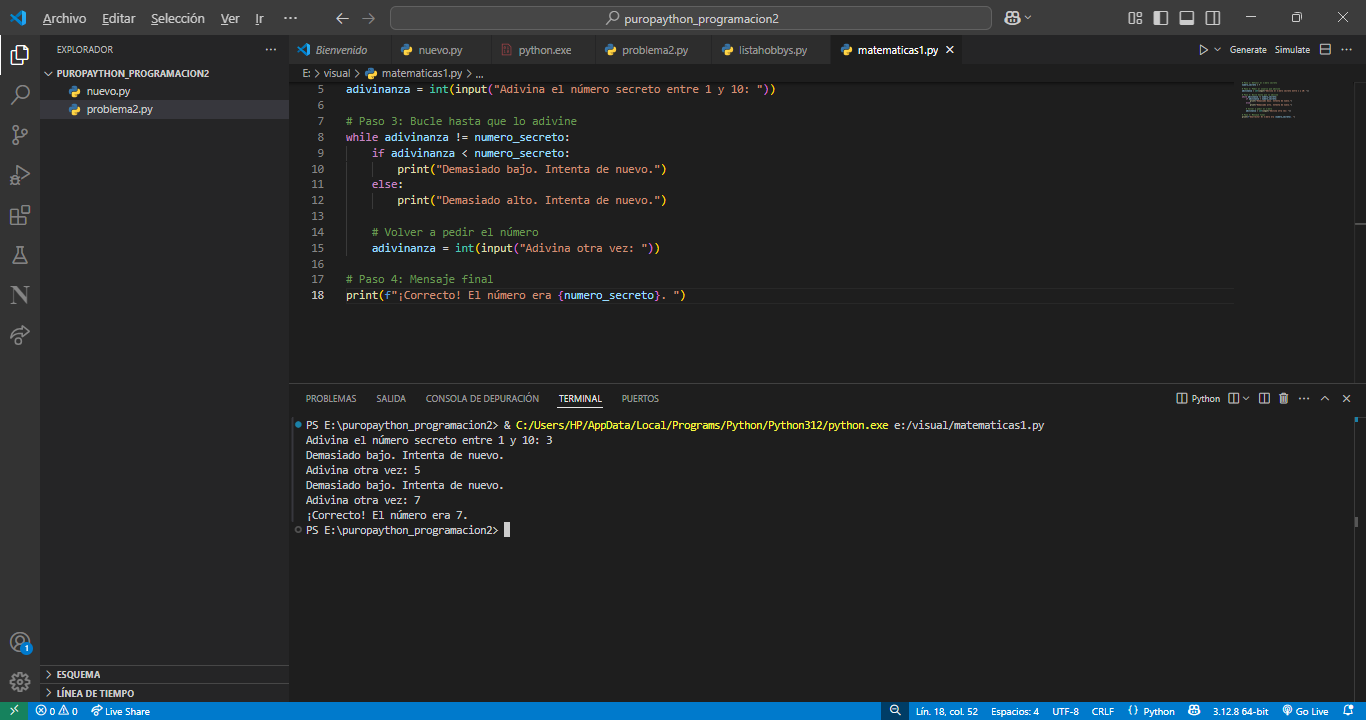 Archivo Editar Selección Ver Ir ··· puropaython_programacion2
EXPLORADOR ···
PUROPAYTHON_PROGRAMACION2
nuevo.py
problema2.py
ESQUEMA
LÍNEA DE TIEMPO
Bienvenido nuevo.py python.exe problema2.py listahobbys.py matematicas1.py Generate Simulate ···
E: > visual > matematicas1.py > ...
5 adivinanza = int(input("Adivina el número secreto entre 1 y 10: "))
6
7 # Paso 3: Bucle hasta que lo adivine
8 while adivinanza != numero_secreto:
9 if adivinanza < numero_secreto:
10 print("Demasiado bajo. Intenta de nuevo.")
11 else:
12 print("Demasiado alto. Intenta de nuevo.")
13
14 # Volver a pedir el número
15 adivinanza = int(input("Adivina otra vez: "))
16
17 # Paso 4: Mensaje final
18 print(f"¡Correcto! El número era {numero_secreto}. ")
PROBLEMAS SALIDA CONSOLA DE DEPURACIÓN TERMINAL PUERTOS Python ···
PS E:\puropaython_programacion2> & C:/Users/HP/AppData/Local/Programs/Python/Python312/python.exe e:/visual/matematicas1.py
Adivina el número secreto entre 1 y 10: 3
Demasiado bajo. Intenta de nuevo.
Adivina otra vez: 5
Demasiado bajo. Intenta de nuevo.
Adivina otra vez: 7
¡Correcto! El número era 7.
PS E:\puropaython_programacion2>
1
0 0 Live Share Lín. 18, col. 52 Espacios: 4 UTF-8 CRLF {} Python 3.12.8 64-bit Go Live